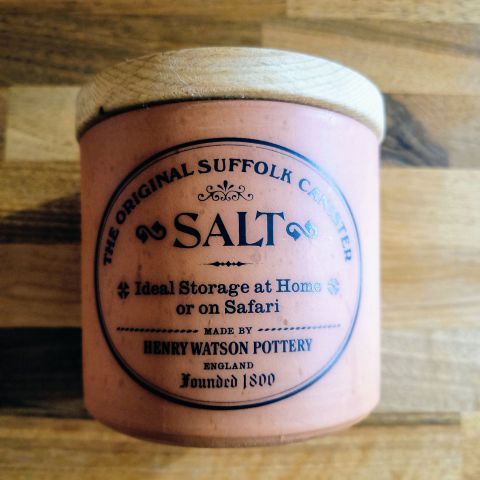 THE ORIGINAL SUFFOLK CANISTER
SALT
Ideal Storage at Home
or on Safari
MADE BY
HENRY WATSON POTTERY
ENGLAND
Founded 1800